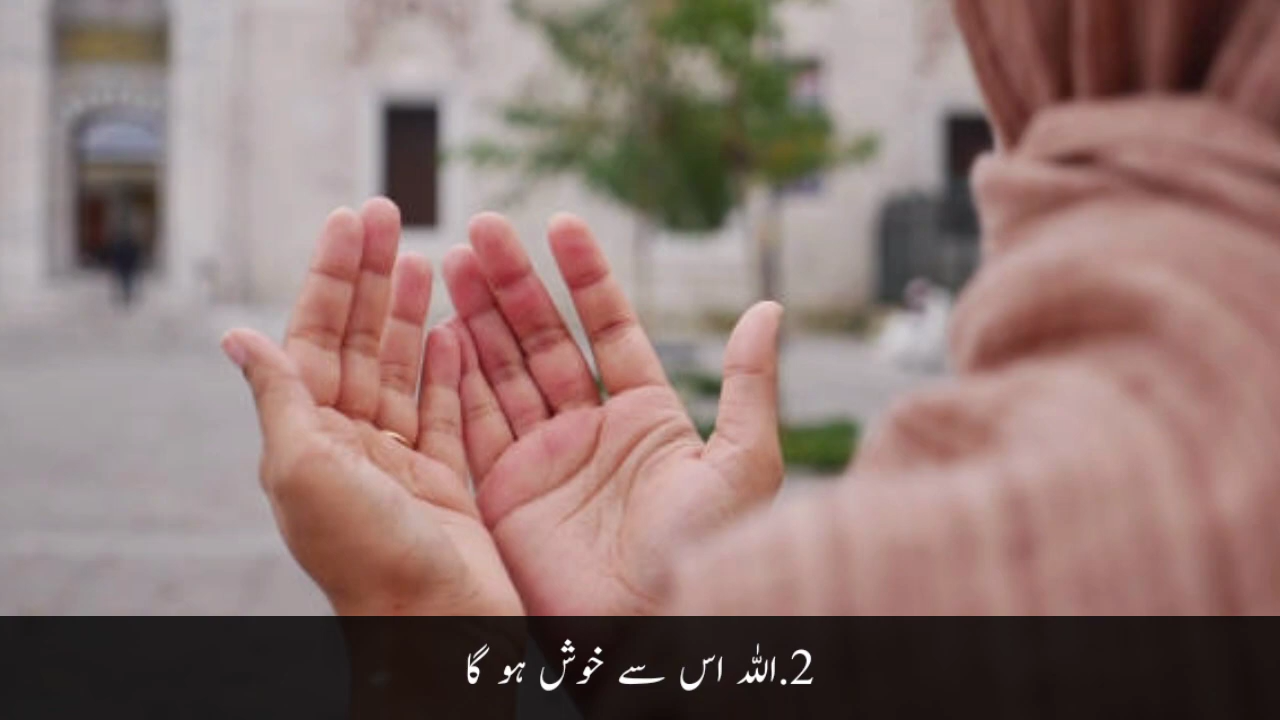 2.اللہ اس سے خوش ہو گا